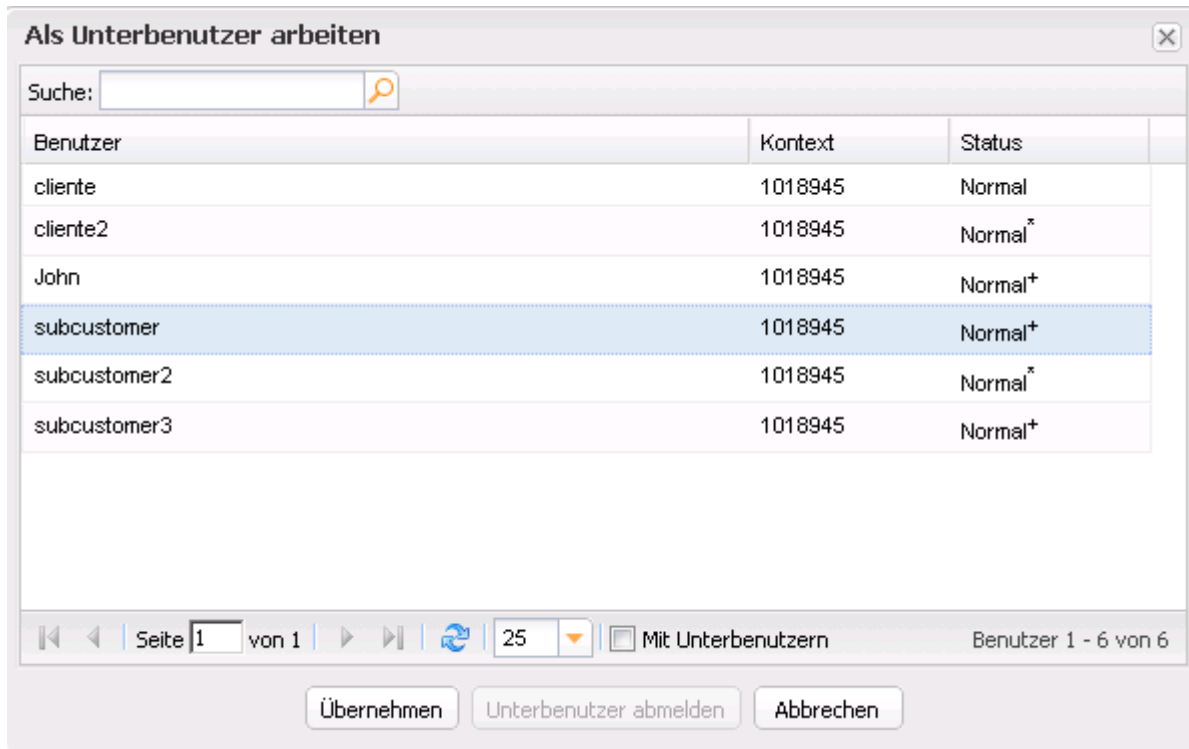 Als Unterbenutzer arbeiten
Suche:
Benutzer Kontext Status
cliente 1018945 Normal
cliente2 1018945 Normal*
John 1018945 Normal+
subcustomer 1018945 Normal+
subcustomer2 1018945 Normal*
subcustomer3 1018945 Normal+
Seite 1 von 1 25 Mit Unterbenutzern Benutzer 1 - 6 von 6
Übernehmen Unterbenutzer abmelden Abbrechen